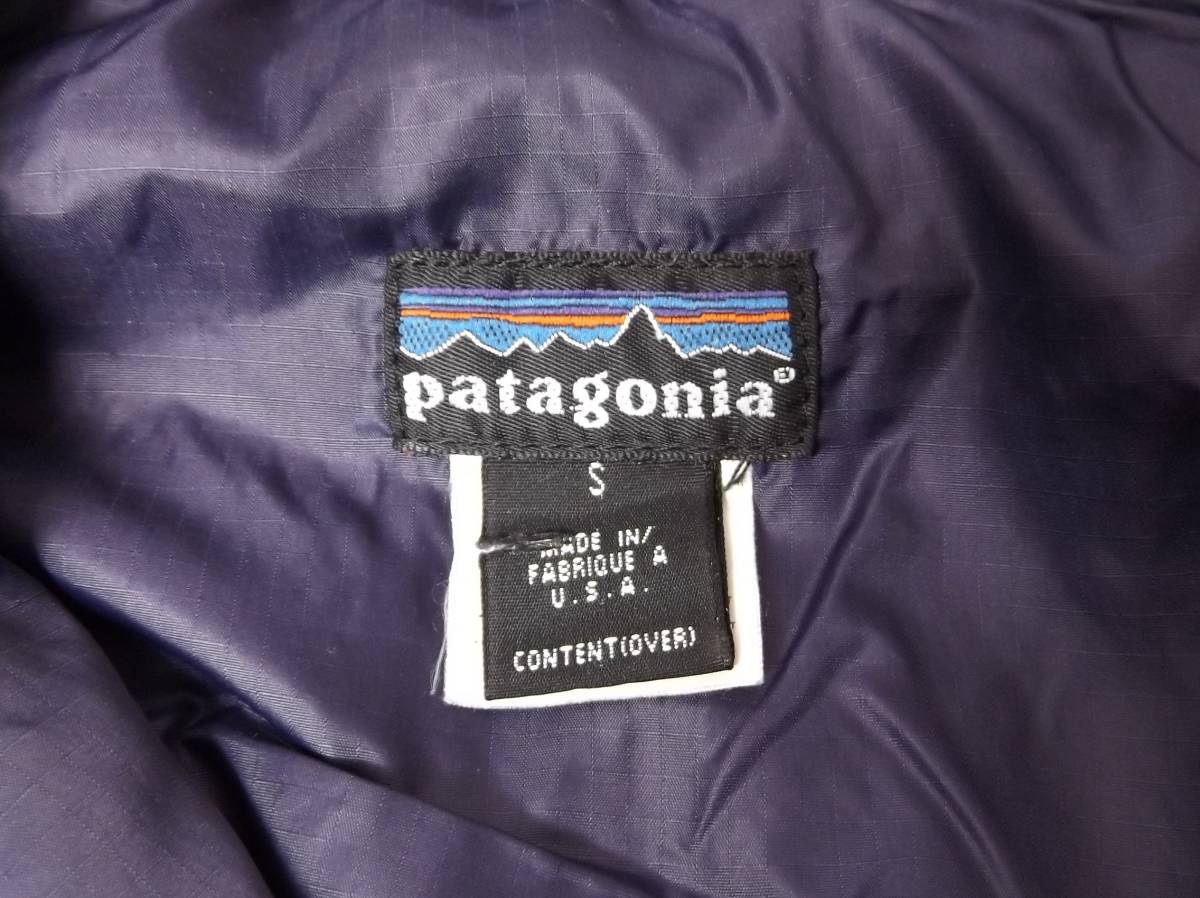 patagonia®
S
MADE IN/
FABRIQUE A
U.S.A.
CONTENT(OVER)